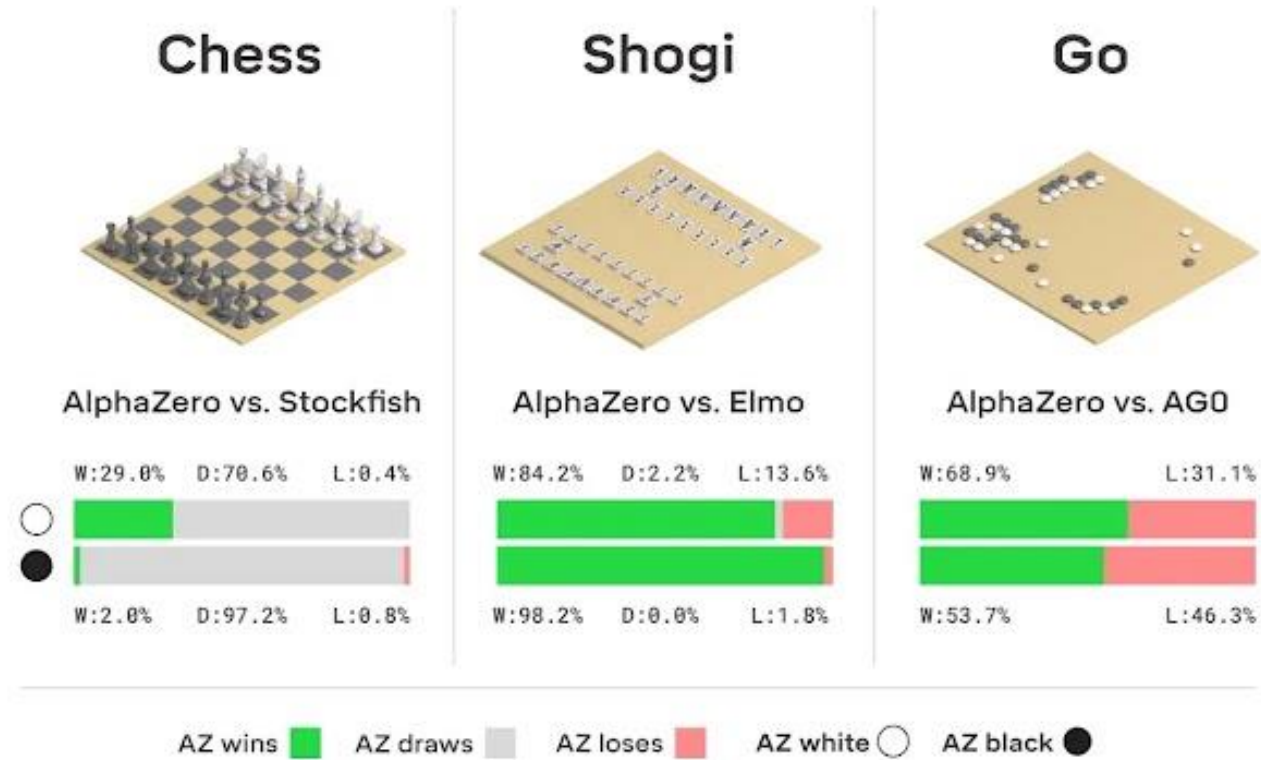 Chess
AlphaZero vs. Stockfish
W:29.0% D:70.6% L:0.4%
W:2.0% D:97.2% L:0.8%
Shogi
AlphaZero vs. Elmo
W:84.2% D:2.2% L:13.6%
W:98.2% D:0.0% L:1.8%
Go
AlphaZero vs. AG0
W:68.9% L:31.1%
W:53.7% L:46.3%
AZ wins AZ draws AZ loses AZ white AZ black